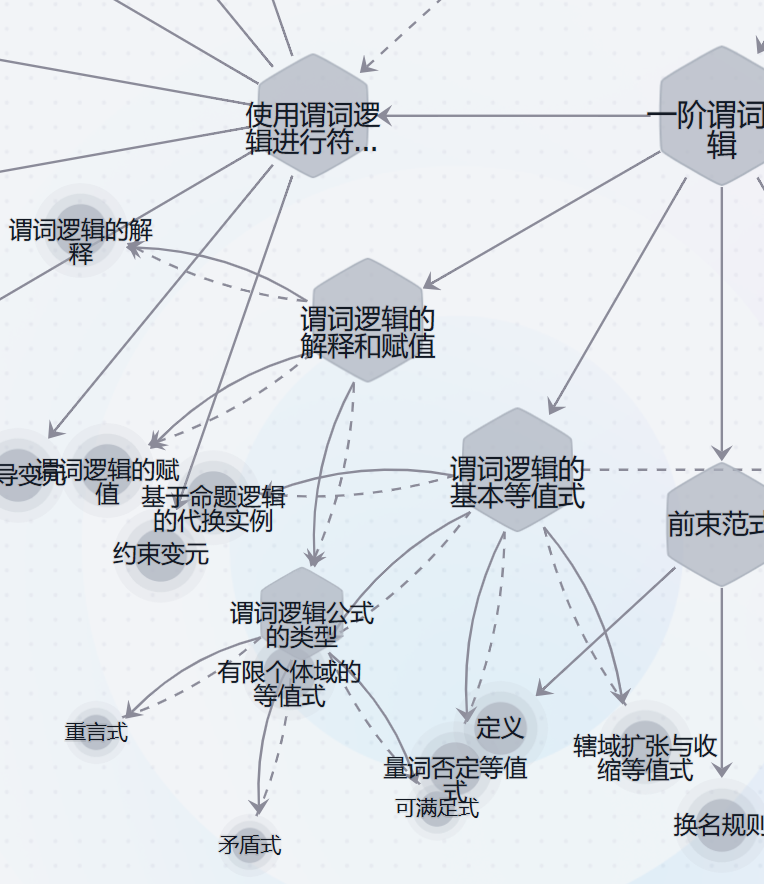 使用谓词逻
辑进行符...
一阶谓词
辑
谓词逻辑的解
释
谓词逻辑的
解释和赋值
导变元
谓词逻辑的赋
值
基于命题逻辑
的代换实例
约束变元
谓词逻辑的
基本等值式
前束范式
谓词逻辑公式
的类型
有限个体域的
等值式
重言式
定义
量词否定等值
式
可满足式
辖域扩张与收
缩等值式
换名规则
矛盾式